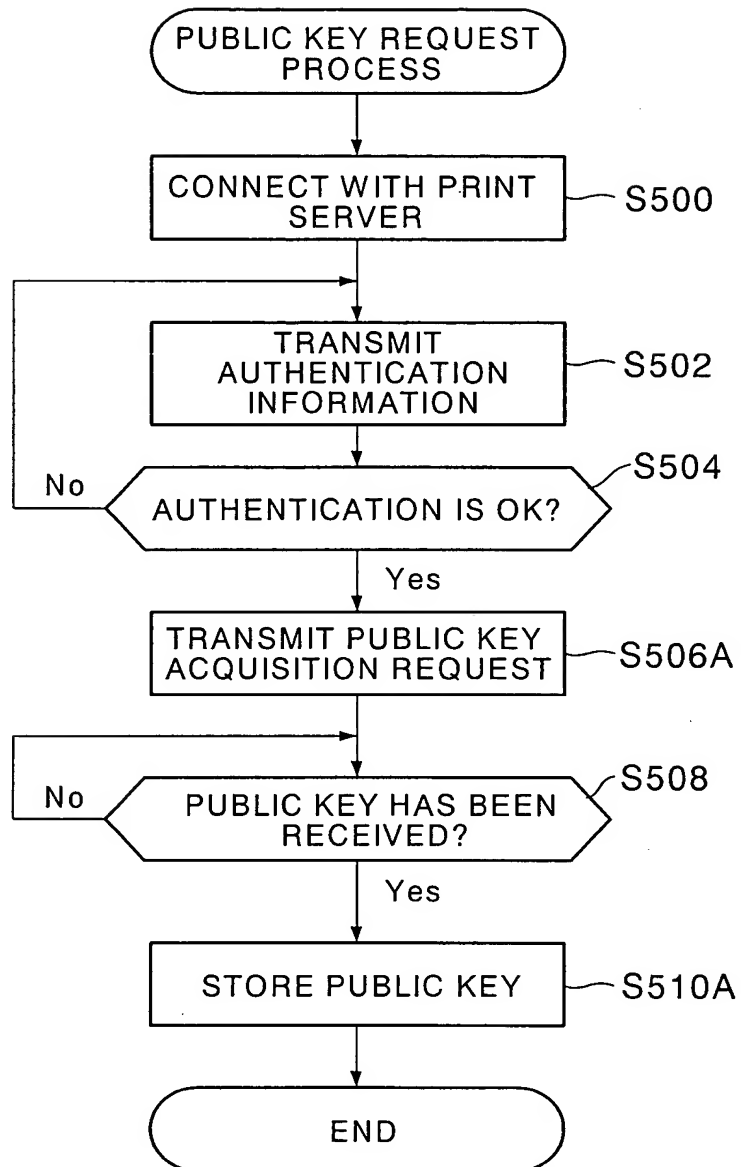 PUBLIC KEY REQUEST
PROCESS
CONNECT WITH PRINT
SERVER
S500
TRANSMIT
AUTHENTICATION
INFORMATION
S502
S504
No
AUTHENTICATION IS OK?
Yes
TRANSMIT PUBLIC KEY
ACQUISITION REQUEST
S506A
S508
No
PUBLIC KEY HAS BEEN
RECEIVED?
Yes
STORE PUBLIC KEY
S510A
END